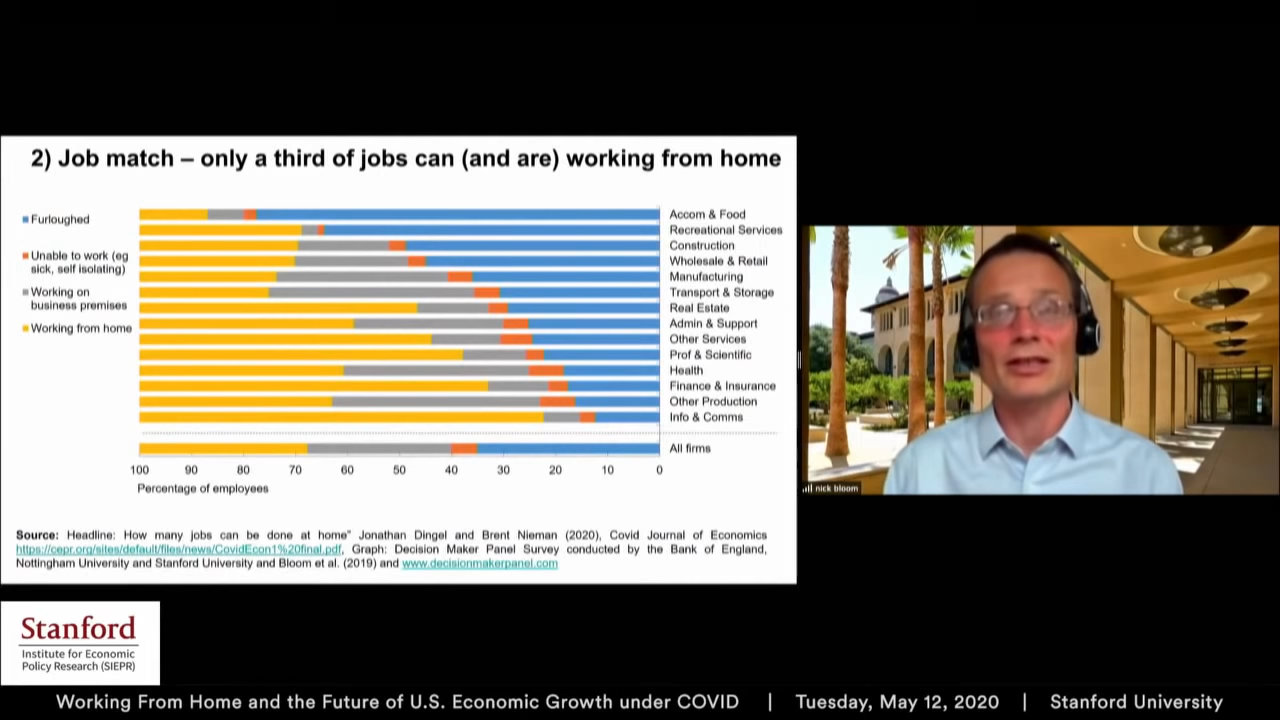 2) Job match – only a third of jobs can (and are) working from home
Furloughed
Unable to work (eg
sick, self isolating)
Working on
business premises
Working from home
Accom & Food
Recreational Services
Construction
Wholesale & Retail
Manufacturing
Transport & Storage
Real Estate
Admin & Support
Other Services
Prof & Scientific
Health
Finance & Insurance
Other Production
Info & Comms
All firms
100 90 80 70 60 50 40 30 20 10 0
Percentage of employees
Source: Headline: How many jobs can be done at home" Jonathan Dingel and Brent Nieman (2020), Covid Journal of Economics
https://cepr.org/sites/default/files/news/CovidEcon1%20final.pdf, Graph: Decision Maker Panel Survey conducted by the Bank of England,
Nottingham University and Stanford University and Bloom et al. (2019) and www.decisionmakerpanel.com
nick bloom
Stanford
Institute for Economic
Policy Research (SIEPR)
Working From Home and the Future of U.S. Economic Growth under COVID | Tuesday, May 12, 2020 | Stanford University